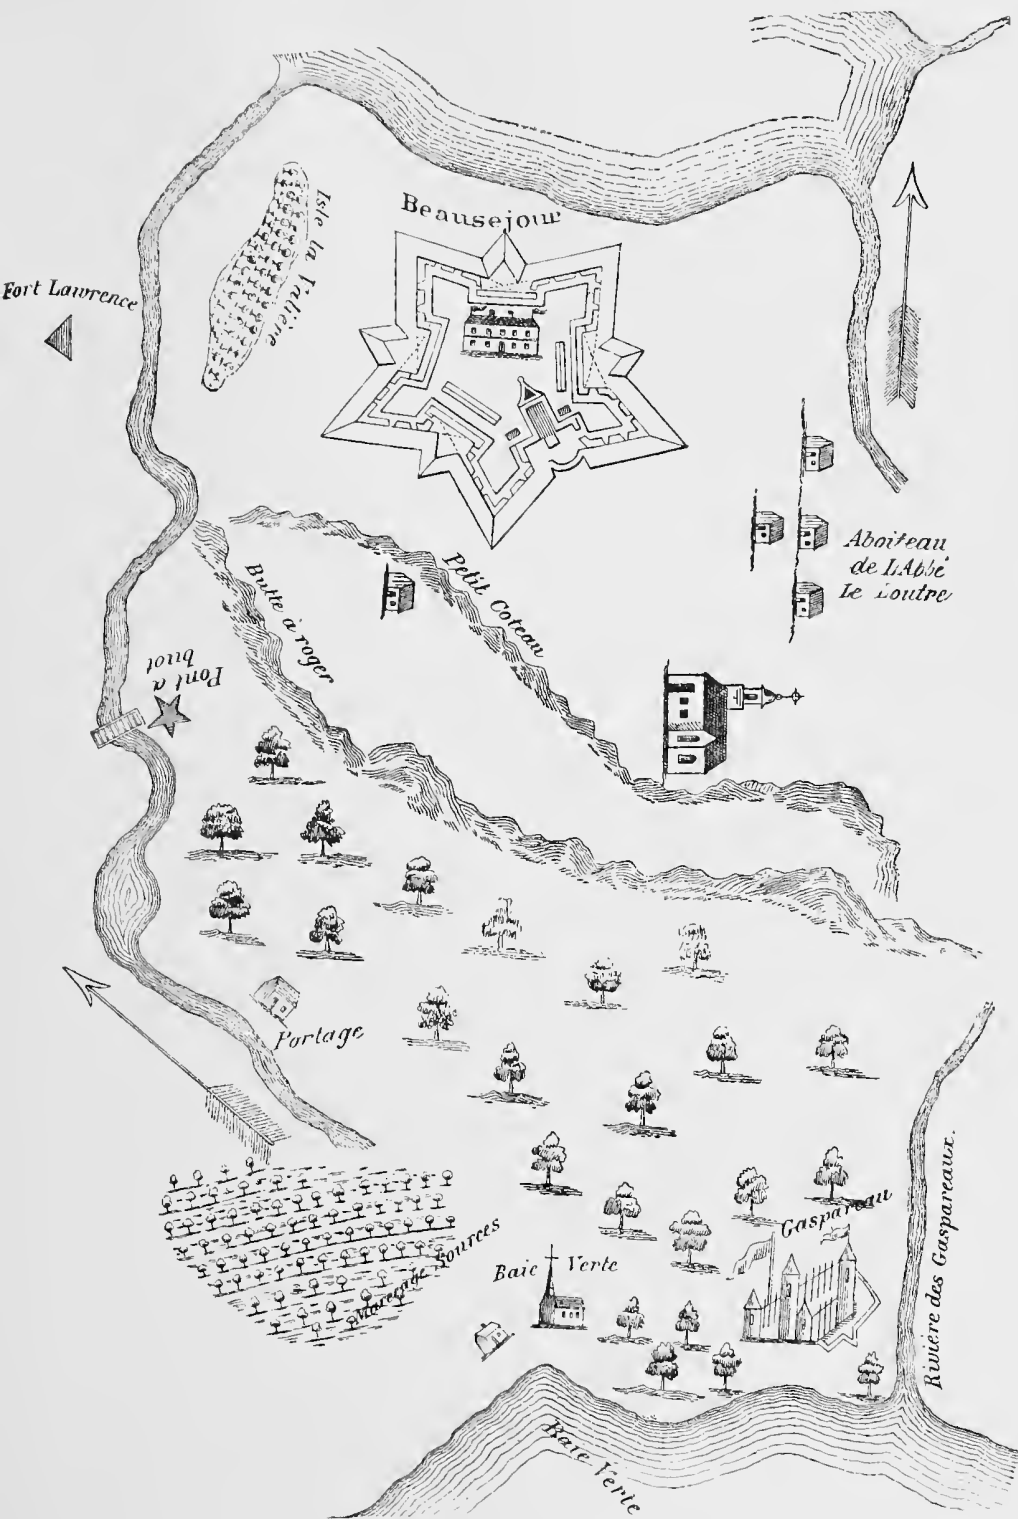 Beausejour
Isle la Valière
Fort Lawrence
Aboiteau
de L'Abbé
Le Loutre
Petit Coteau
Butte à roger
Pont a
buot
Portage
Gaspareau
Rivière des Gaspareaux.
Marecage Sources
Baie Verte
Baie Verte